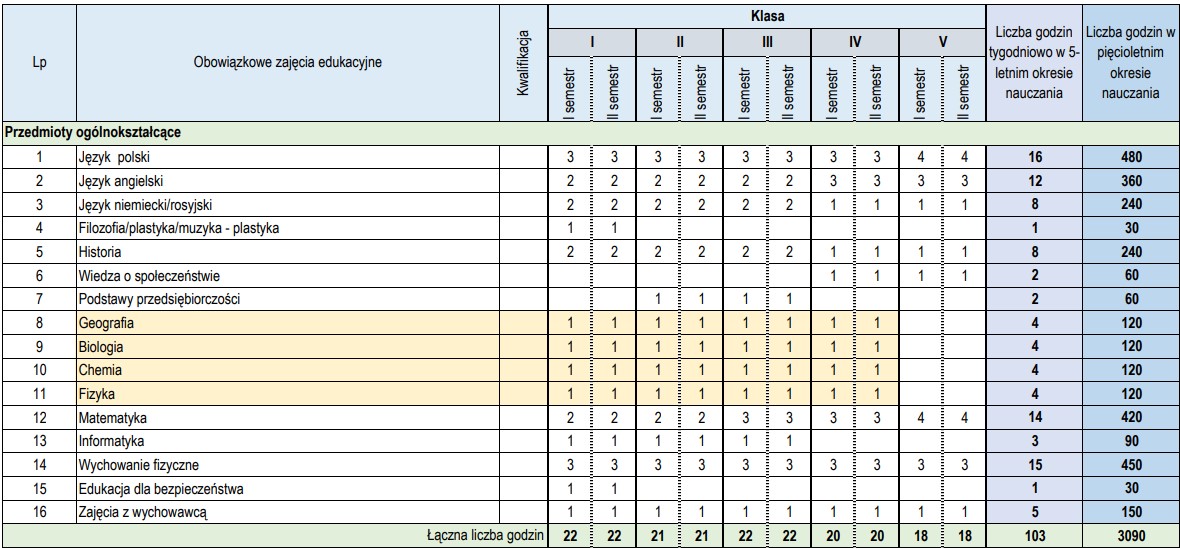 Lp
Obowiązkowe zajęcia edukacyjne
Kwalifikacja
Klasa
I II III IV V
I semestr II semestr I semestr II semestr I semestr II semestr I semestr II semestr I semestr II semestr
Liczba godzin tygodniowo w 5-letnim okresie nauczania
Liczba godzin w pięcioletnim okresie nauczania
Przedmioty ogólnokształcące
1 Język polski 3 3 3 3 3 3 3 3 4 4 16 480
2 Język angielski 2 2 2 2 2 2 3 3 3 3 12 360
3 Język niemiecki/rosyjski 2 2 2 2 2 2 1 1 1 1 8 240
4 Filozofia/plastyka/muzyka - plastyka 1 1 1 30
5 Historia 2 2 2 2 2 2 1 1 1 1 8 240
6 Wiedza o społeczeństwie 1 1 1 1 2 60
7 Podstawy przedsiębiorczości 1 1 1 1 2 60
8 Geografia 1 1 1 1 1 1 1 1 4 120
9 Biologia 1 1 1 1 1 1 1 1 4 120
10 Chemia 1 1 1 1 1 1 1 1 4 120
11 Fizyka 1 1 1 1 1 1 1 1 4 120
12 Matematyka 2 2 2 2 3 3 3 3 4 4 14 420
13 Informatyka 1 1 1 1 1 1 3 90
14 Wychowanie fizyczne 3 3 3 3 3 3 3 3 3 3 15 450
15 Edukacja dla bezpieczeństwa 1 1 1 30
16 Zajęcia z wychowawcą 1 1 1 1 1 1 1 1 1 1 5 150
Łączna liczba godzin 22 22 21 21 22 22 20 20 18 18 103 3090